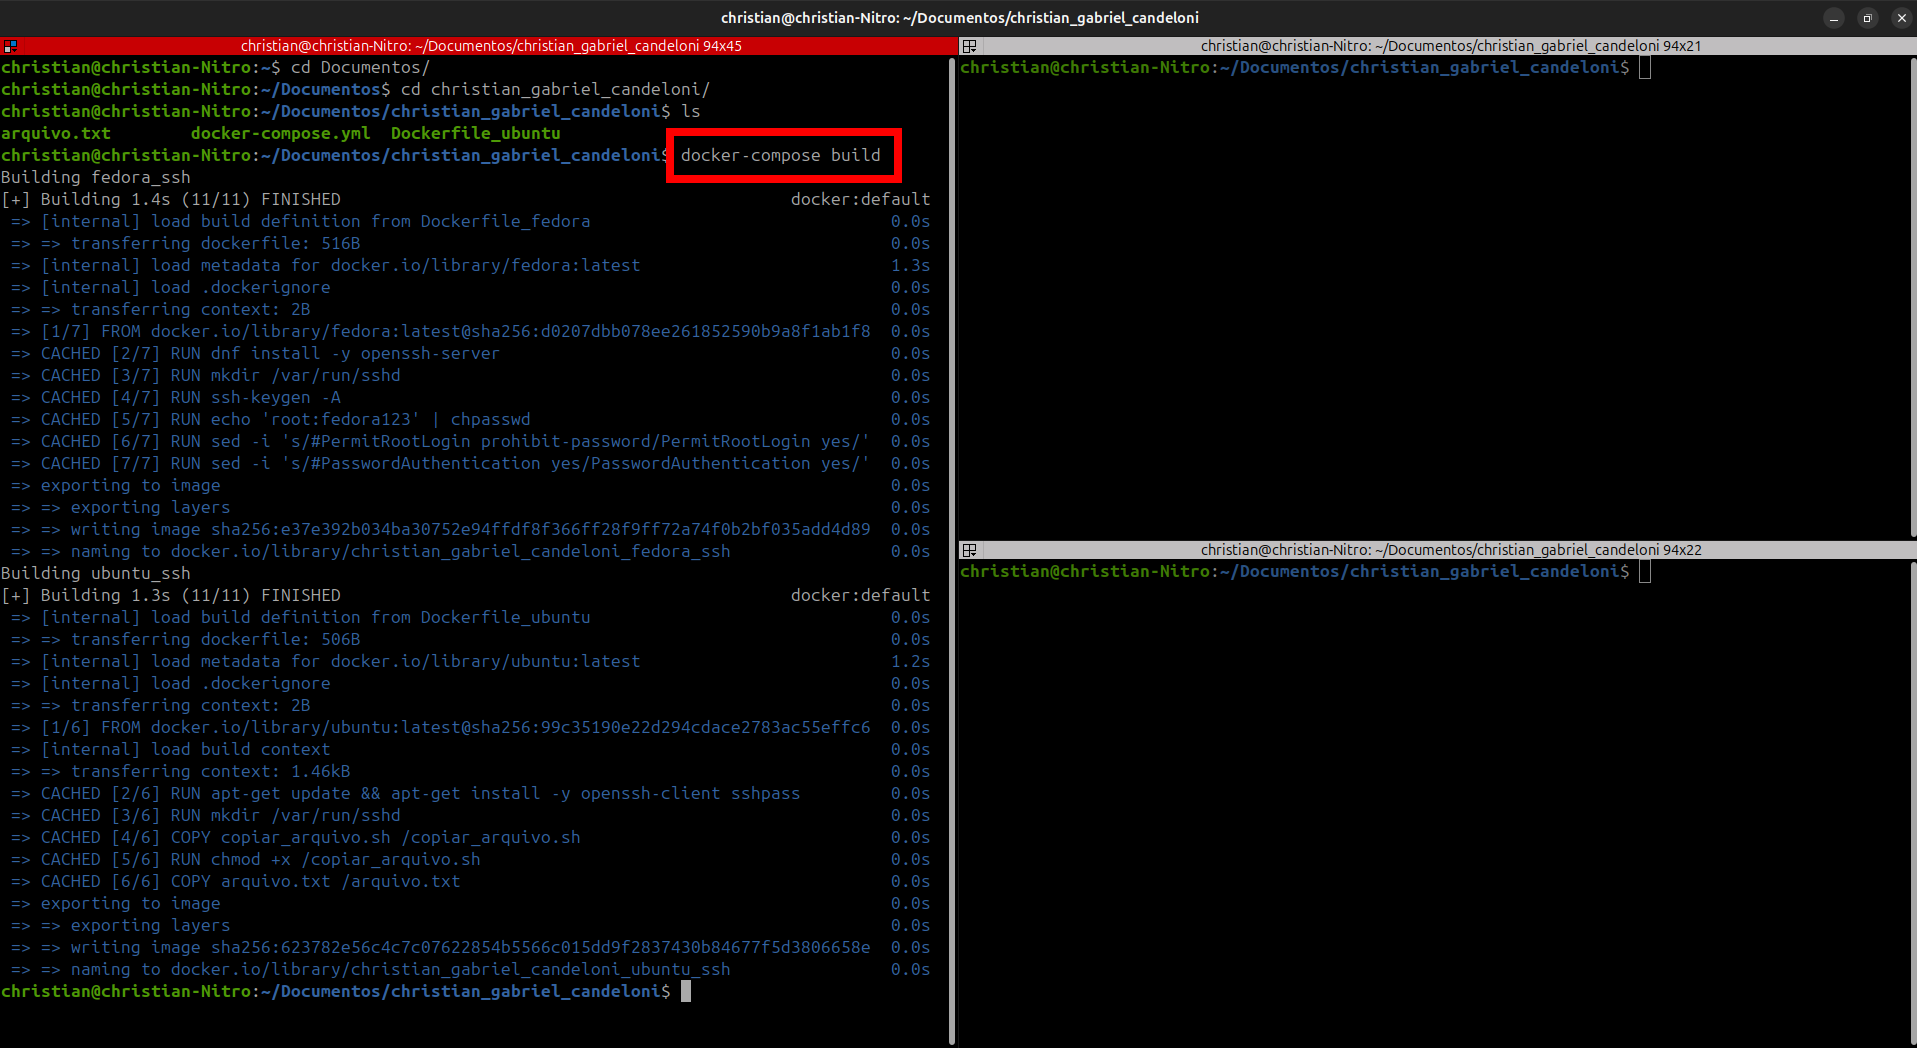 christian@christian-Nitro: ~/Documentos/christian_gabriel_candeloni
christian@christian-Nitro: ~/Documentos/christian_gabriel_candeloni 94x45
christian@christian-Nitro:~$ cd Documentos/
christian@christian-Nitro:~/Documentos$ cd christian_gabriel_candeloni/
christian@christian-Nitro:~/Documentos/christian_gabriel_candeloni$ ls
arquivo.txt docker-compose.yml Dockerfile_ubuntu
christian@christian-Nitro:~/Documentos/christian_gabriel_candeloni$ docker-compose build
Building fedora_ssh
[+] Building 1.4s (11/11) FINISHED docker:default
=> [internal] load build definition from Dockerfile_fedora 0.0s
=> => transferring dockerfile: 516B 0.0s
=> [internal] load metadata for docker.io/library/fedora:latest 1.3s
=> [internal] load .dockerignore 0.0s
=> => transferring context: 2B 0.0s
=> [1/7] FROM docker.io/library/fedora:latest@sha256:d0207dbb078ee261852590b9a8f1ab1f8 0.0s
=> CACHED [2/7] RUN dnf install -y openssh-server 0.0s
=> CACHED [3/7] RUN mkdir /var/run/sshd 0.0s
=> CACHED [4/7] RUN ssh-keygen -A 0.0s
=> CACHED [5/7] RUN echo 'root:fedora123' | chpasswd 0.0s
=> CACHED [6/7] RUN sed -i 's/#PermitRootLogin prohibit-password/PermitRootLogin yes/' 0.0s
=> CACHED [7/7] RUN sed -i 's/#PasswordAuthentication yes/PasswordAuthentication yes/' 0.0s
=> exporting to image 0.0s
=> => exporting layers 0.0s
=> => writing image sha256:e37e392b034ba30752e94ffdf8f366ff28f9ff72a74f0b2bf035add4d89 0.0s
=> => naming to docker.io/library/christian_gabriel_candeloni_fedora_ssh 0.0s
Building ubuntu_ssh
[+] Building 1.3s (11/11) FINISHED docker:default
=> [internal] load build definition from Dockerfile_ubuntu 0.0s
=> => transferring dockerfile: 506B 0.0s
=> [internal] load metadata for docker.io/library/ubuntu:latest 1.2s
=> [internal] load .dockerignore 0.0s
=> => transferring context: 2B 0.0s
=> [1/6] FROM docker.io/library/ubuntu:latest@sha256:99c35190e22d294cdace2783ac55effc6 0.0s
=> [internal] load build context 0.0s
=> => transferring context: 1.46kB 0.0s
=> CACHED [2/6] RUN apt-get update && apt-get install -y openssh-client sshpass 0.0s
=> CACHED [3/6] RUN mkdir /var/run/sshd 0.0s
=> CACHED [4/6] COPY copiar_arquivo.sh /copiar_arquivo.sh 0.0s
=> CACHED [5/6] RUN chmod +x /copiar_arquivo.sh 0.0s
=> CACHED [6/6] COPY arquivo.txt /arquivo.txt 0.0s
=> exporting to image 0.0s
=> => exporting layers 0.0s
=> => writing image sha256:623782e56c4c7c07622854b5566c015dd9f2837430b84677f5d3806658e 0.0s
=> => naming to docker.io/library/christian_gabriel_candeloni_ubuntu_ssh 0.0s
christian@christian-Nitro:~/Documentos/christian_gabriel_candeloni$
christian@christian-Nitro: ~/Documentos/christian_gabriel_candeloni 94x21
christian@christian-Nitro:~/Documentos/christian_gabriel_candeloni$
christian@christian-Nitro: ~/Documentos/christian_gabriel_candeloni 94x22
christian@christian-Nitro:~/Documentos/christian_gabriel_candeloni$